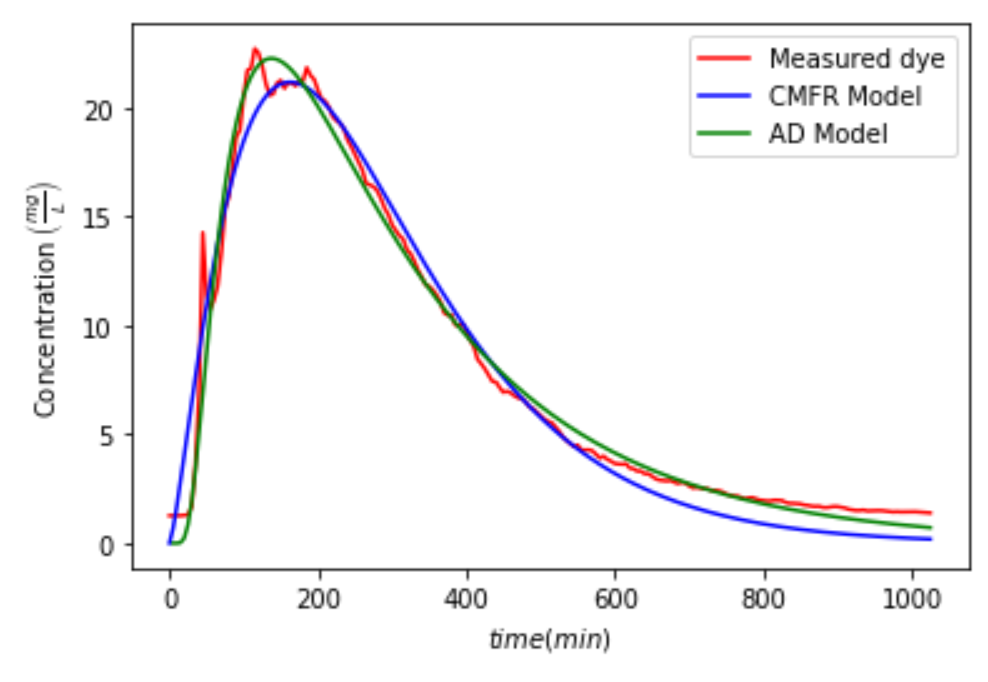 Measured dye
CMFR Model
AD Model
Concentration (mg/L)
20
15
10
5
0
0 200 400 600 800 1000
time(min)